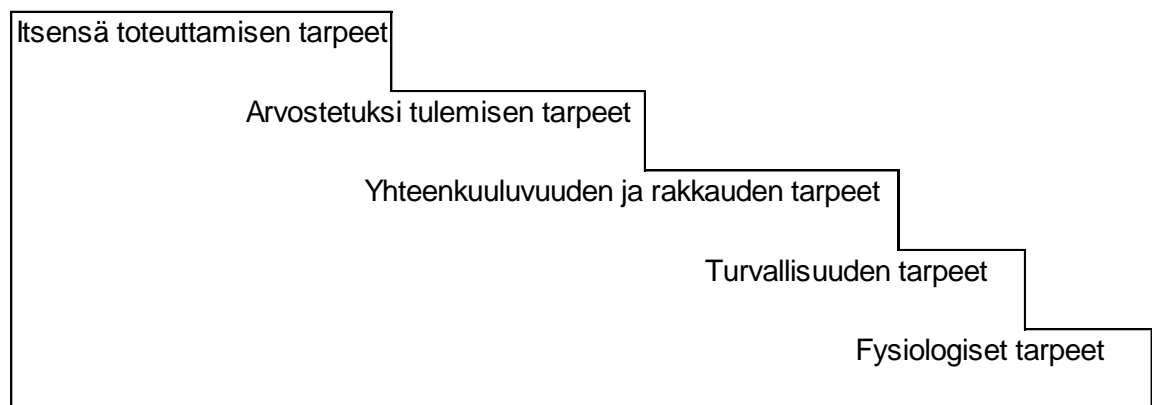 Itsensä toteuttamisen tarpeet
Arvostetuksi tulemisen tarpeet
Yhteenkuuluvuuden ja rakkauden tarpeet
Turvallisuuden tarpeet
Fysiologiset tarpeet